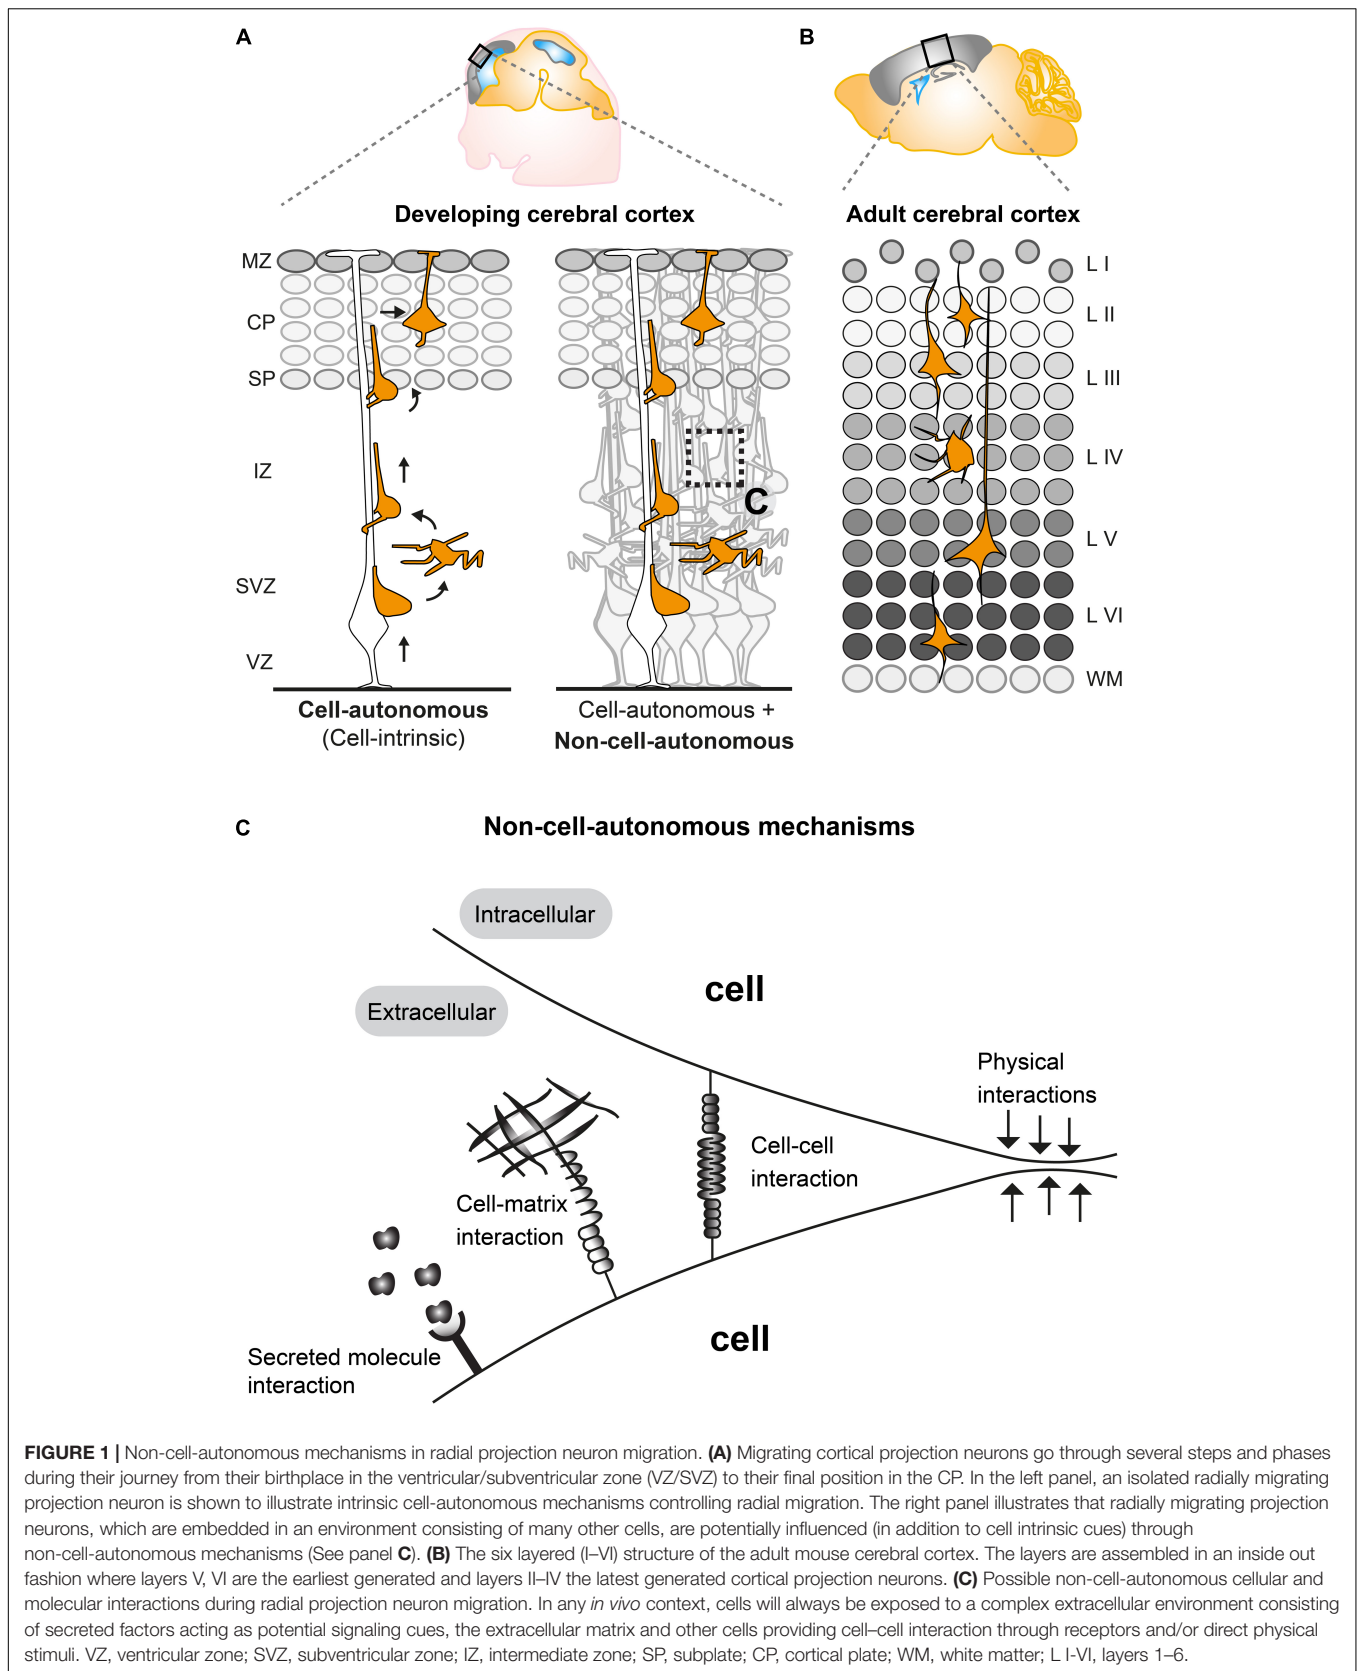 A
B
Developing cerebral cortex
Adult cerebral cortex
MZ
CP
SP
IZ
SVZ
VZ
C
Cell-autonomous
(Cell-intrinsic)
Cell-autonomous +
Non-cell-autonomous
L I
L II
L III
L IV
L V
L VI
WM
C
Non-cell-autonomous mechanisms
Intracellular
cell
Extracellular
Physical
interactions
Cell-cell
interaction
Cell-matrix
interaction
cell
Secreted molecule
interaction
FIGURE 1 | Non-cell-autonomous mechanisms in radial projection neuron migration. (A) Migrating cortical projection neurons go through several steps and phases
during their journey from their birthplace in the ventricular/subventricular zone (VZ/SVZ) to their final position in the CP. In the left panel, an isolated radially migrating
projection neuron is shown to illustrate intrinsic cell-autonomous mechanisms controlling radial migration. The right panel illustrates that radially migrating projection
neurons, which are embedded in an environment consisting of many other cells, are potentially influenced (in addition to cell intrinsic cues) through
non-cell-autonomous mechanisms (See panel C). (B) The six layered (I–VI) structure of the adult mouse cerebral cortex. The layers are assembled in an inside out
fashion where layers V, VI are the earliest generated and layers II–IV the latest generated cortical projection neurons. (C) Possible non-cell-autonomous cellular and
molecular interactions during radial projection neuron migration. In any in vivo context, cells will always be exposed to a complex extracellular environment consisting
of secreted factors acting as potential signaling cues, the extracellular matrix and other cells providing cell–cell interaction through receptors and/or direct physical
stimuli. VZ, ventricular zone; SVZ, subventricular zone; IZ, intermediate zone; SP, subplate; CP, cortical plate; WM, white matter; L I-VI, layers 1–6.